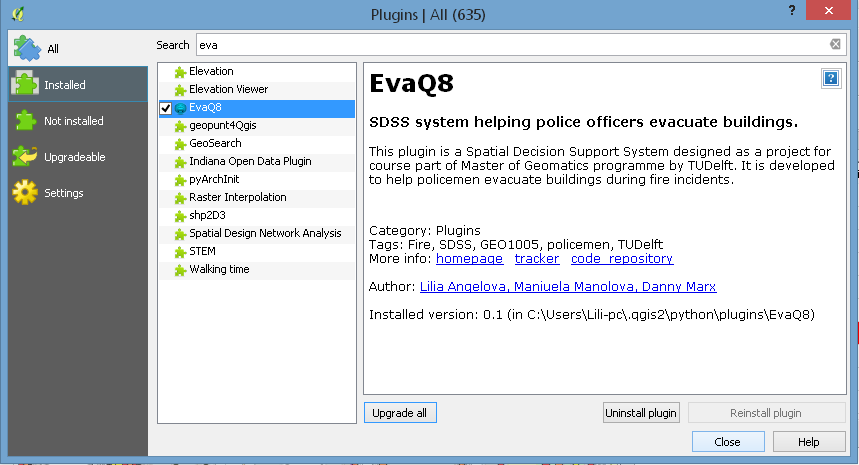 Plugins | All (635)
?
All
Installed
Not installed
Upgradeable
Settings
Search eva
Elevation
Elevation Viewer
EvaQ8
geopunt4Qgis
GeoSearch
Indiana Open Data Plugin
pyArchInit
Raster Interpolation
shp2D3
Spatial Design Network Analysis
STEM
Walking time
EvaQ8
?
SDSS system helping police officers evacuate buildings.
This plugin is a Spatial Decision Support System designed as a project for
course part of Master of Geomatics programme by TUDelft. It is developed
to help policemen evacuate buildings during fire incidents.
Category: Plugins
Tags: Fire, SDSS, GEO1005, policemen, TUDelft
More info: homepage tracker code_repository
Author: Lilia Angelova, Maniuela Manolova, Danny Marx
Installed version: 0.1 (in C:\Users\Lili-pc\.qgis2\python\plugins\EvaQ8)
Upgrade all
Uninstall plugin
Reinstall plugin
Close
Help